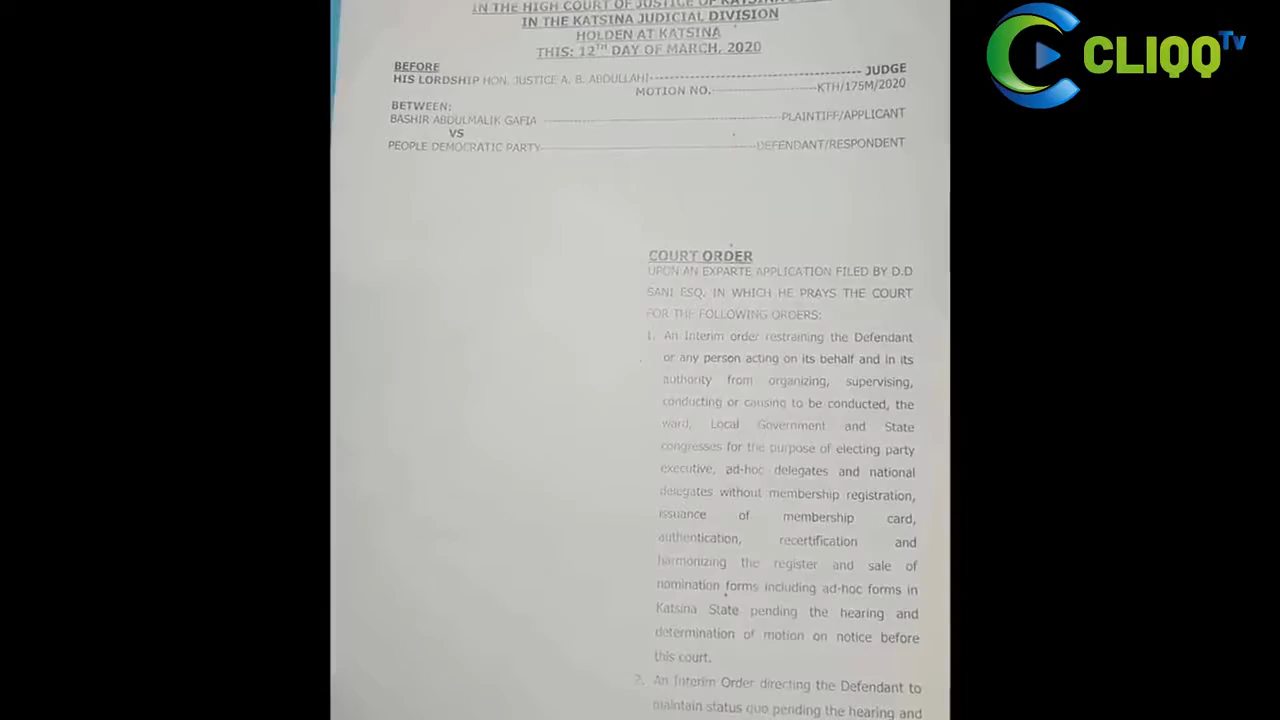 IN THE HIGH COURT OF JUSTICE OF
IN THE KATSINA JUDICIAL DIVISION
HOLDEN AT KATSINA
THIS: 12TH DAY OF MARCH, 2020
BEFORE
HIS LORDSHIP HON. JUSTICE A. B. ABDULLAHI------------------------------------JUDGE
MOTION NO.------------------KTH/175M/2020
BETWEEN:
BASHIR ABDULMALIK GAFIA ------------------------------------PLAINTIFF/APPLICANT
VS
PEOPLE DEMOCRATIC PARTY------------------------------------DEFENDANT/RESPONDENT
COURT ORDER
UPON AN EXPARTE APPLICATION FILED BY D.D
SANI ESQ. IN WHICH HE PRAYS THE COURT
FOR THE FOLLOWING ORDERS:
1. An Interim order restraining the Defendant
or any person acting on its behalf and in its
authority from organizing, supervising,
conducting or causing to be conducted, the
ward, Local Government and State
congresses for the purpose of electing party
executive, ad-hoc delegates and national
delegates without membership registration,
issuance of membership card,
authentication, recertification and
harmonizing the register and sale of
nomination forms including ad-hoc forms in
Katsina State pending the hearing and
determination of motion on notice before
this court.
2. An Interim Order directing the Defendant to
maintain status quo pending the hearing and
CLIQQ Tv